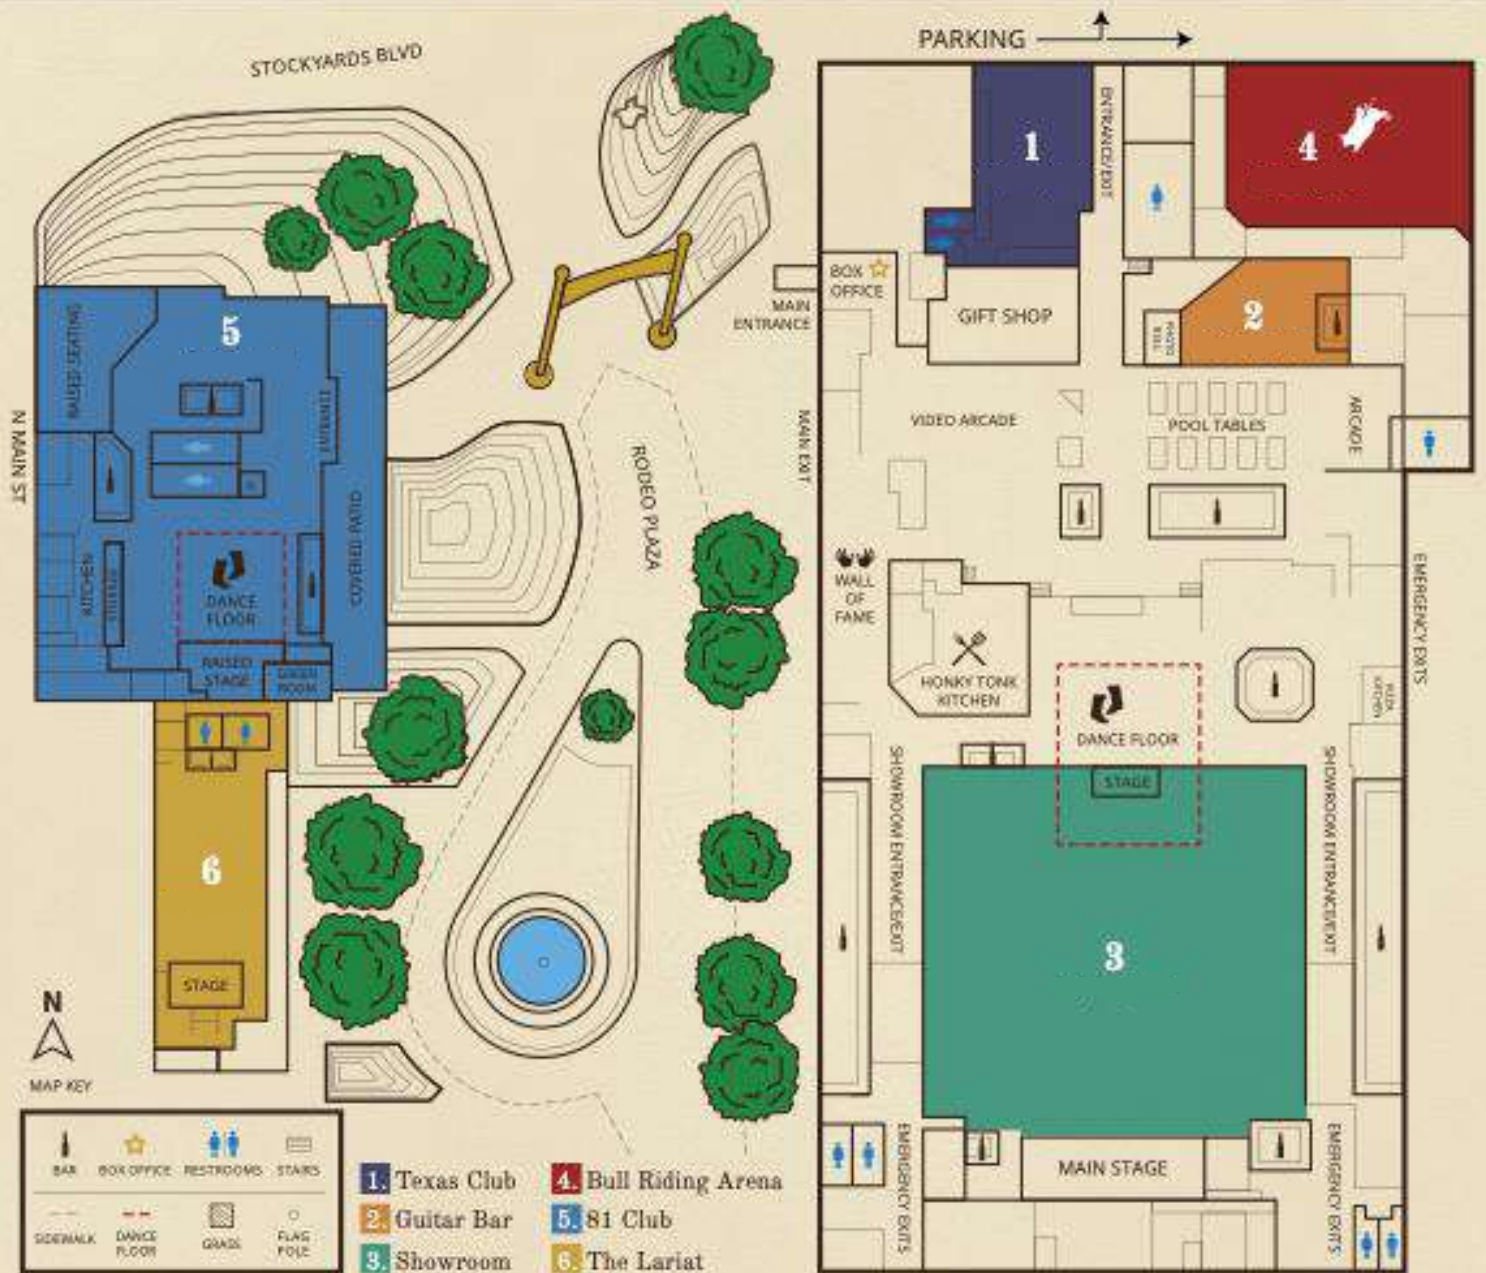 STOCKYARDS BLVD
PARKING
ENTRANCE/EXIT
1
4
BOX
OFFICE
MAIN
ENTRANCE
GIFT SHOP
2
PHOTO
BULL
5
RAISED SEATING
ENTRANCE
N MAIN ST
MAIN EXIT
VIDEO ARCADE
POOL TABLES
ARCADE
RODEO PLAZA
COVERED PATIO
KITCHEN
DANCE
FLOOR
RAISED
STAGE
GREEN
ROOM
WALL
OF
FAME
HONKY TONK
KITCHEN
EMERGENCY EXITS
KITCHEN
DANCE FLOOR
STAGE
SHOWROOM ENTRANCE/EXIT
SHOWROOM ENTRANCE/EXIT
6
STAGE
3
N
MAP KEY
BAR
BOX OFFICE
RESTROOMS
STAIRS
SIDEWALK
DANCE
FLOOR
GRASS
FLAG
POLE
1. Texas Club
2. Guitar Bar
3. Showroom
4. Bull Riding Arena
5. 81 Club
6. The Lariat
EMERGENCY EXITS
MAIN STAGE
EMERGENCY EXITS